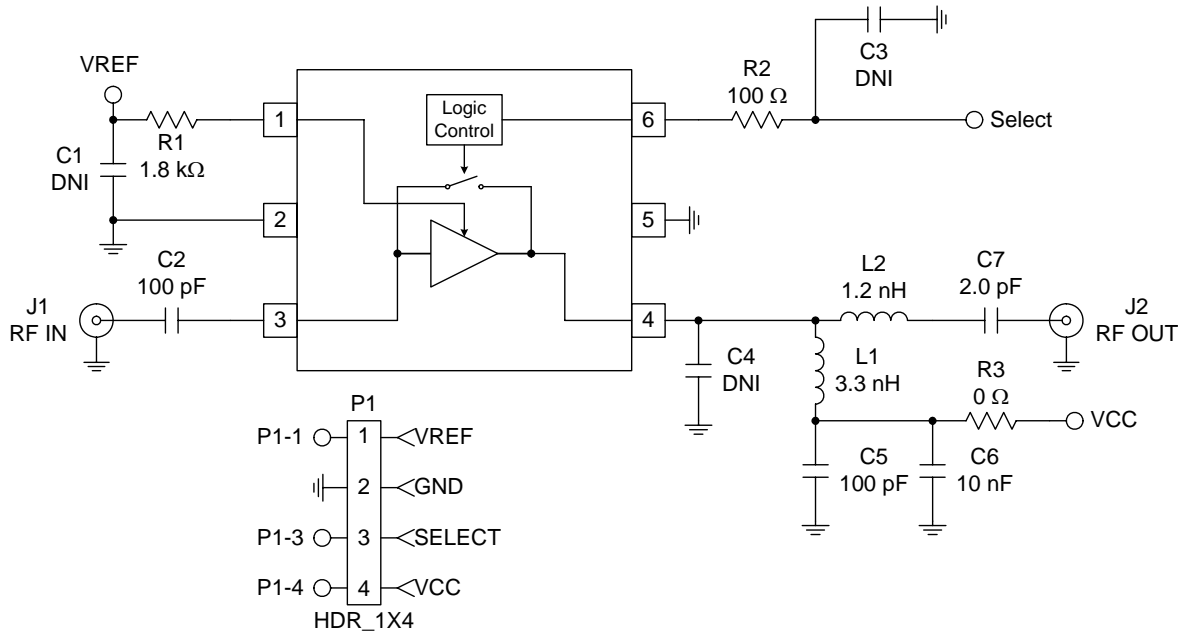 VREF
R1
1.8 kΩ
C1
DNI
C2
100 pF
J1
RF IN
1
2
3
Logic
Control
6
5
4
R2
100 Ω
C3
DNI
Select
L2
1.2 nH
C7
2.0 pF
J2
RF OUT
C4
DNI
L1
3.3 nH
R3
0 Ω
VCC
C5
100 pF
C6
10 nF
P1
P1-1 1 VREF
2 GND
P1-3 3 SELECT
P1-4 4 VCC
HDR_1X4